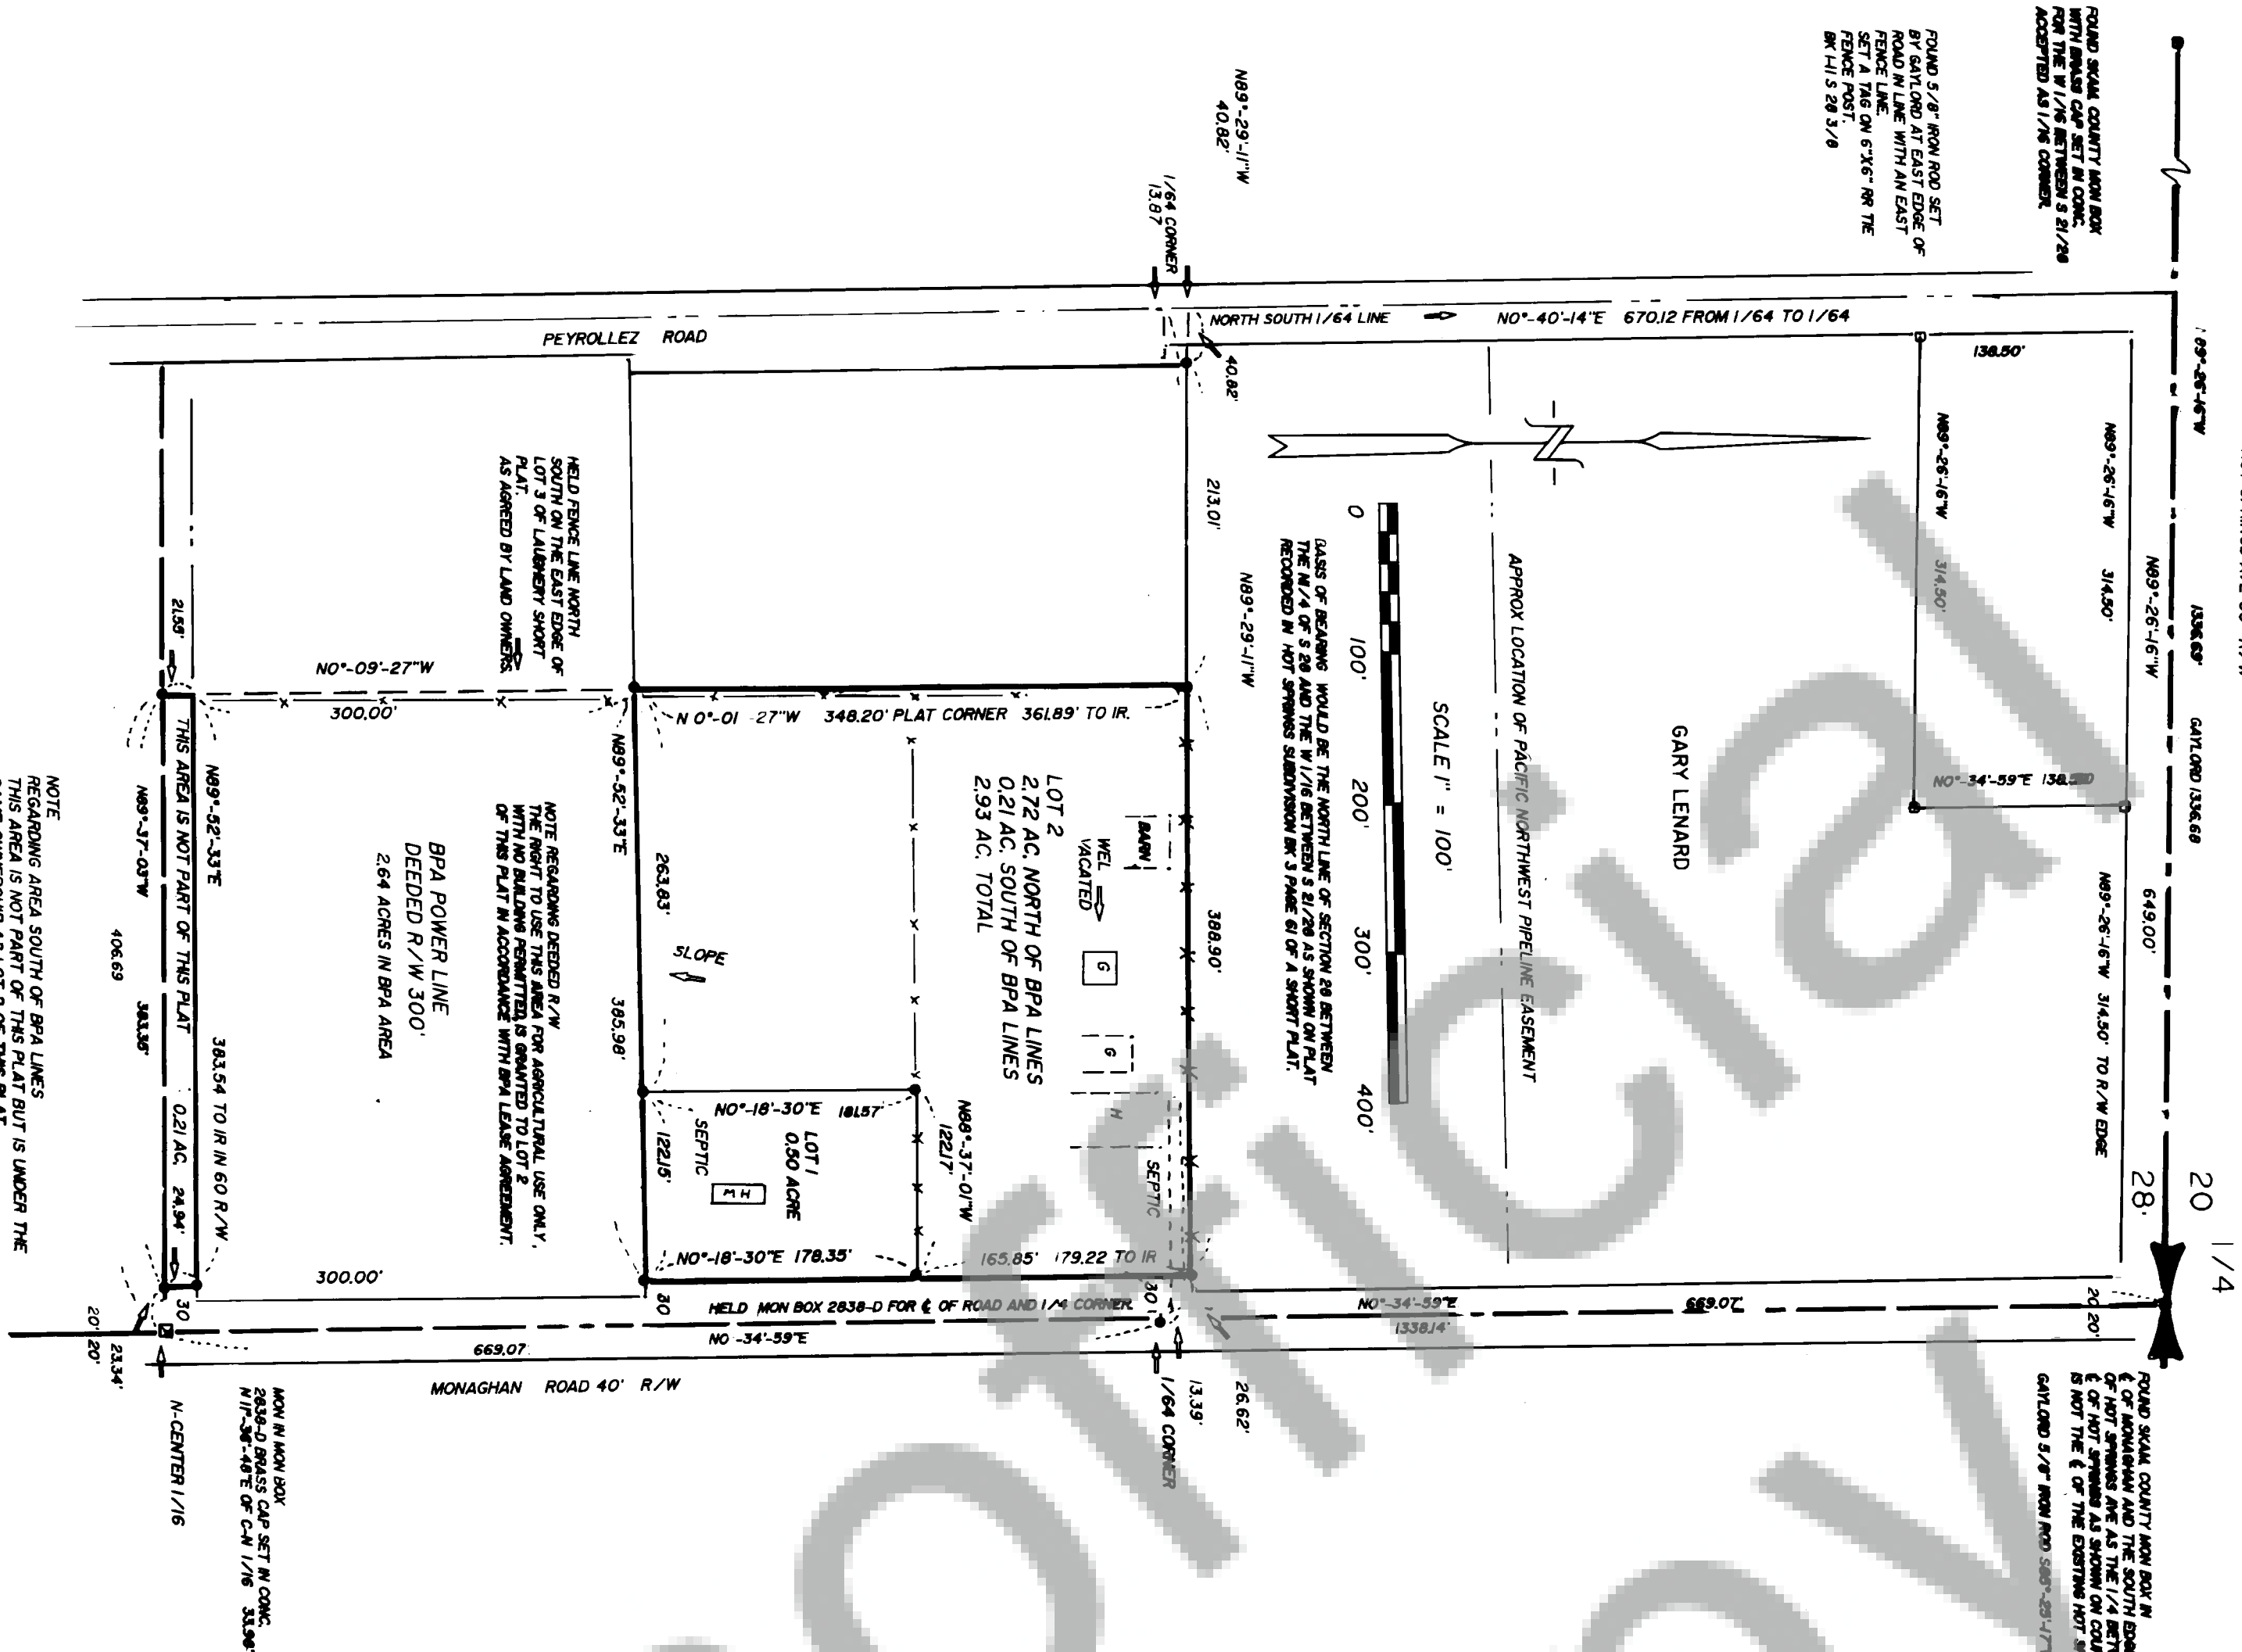 FOUND SKAM. COUNTY MON BOX
WITH BRASS CAP SET IN CONC.
FOR THE W 1/16 BETWEEN S 21/28
ACCEPTED AS 1/16 CORNER.
FOUND 5/8" IRON ROD SET
BY GAYLORD AT EAST EDGE OF
ROAD IN LINE WITH AN EAST
FENCE LINE.
SET A TAG ON 6"X6" RR TIE
FENCE POST.
N89°-29'-11"W
40.82'
1/64 CORNER
13.87
PEYROLLEZ ROAD
NORTH SOUTH 1/64 LINE
N0°-40'-14"E 670.12 FROM 1/64 TO 1/64
40.82'
138.50'
89°-26'-16"W
1336.69'
GAYLORD 1336.68
N89°-26'-16"W
649.00'
N89°-26'-16"W 314.50'
N89°-26'-16"W 314.50'
N0°-34'-59"E
N89°-26'-16"W 314.50' TO R/W EDGE
20
28
1/4
GARY LENARD
APPROX LOCATION OF PACIFIC NORTHWEST PIPELINE EASEMENT
SCALE 1" = 100'
0 100' 200' 300' 400'
BASIS OF BEARING WOULD BE THE NORTH LINE OF SECTION 28 BETWEEN
THE N1/4 OF S 28 AND THE W 1/16 BETWEEN S 21/28 AS SHOWN ON PLAT
RECORDED IN HOT SPRINGS SUBDIVISION BK 3 PAGE 61 OF A SHORT PLAT.
213.01'
N89°-29'-11"W
388.90'
HELD FENCE LINE NORTH
SOUTH ON THE EAST EDGE OF
LOT 3 OF LAUGHERY SHORT
PLAT.
AS AGREED BY LAND OWNERS.
N 0°-01 -27"W 348.20' PLAT CORNER 361.89' TO IR.
BARN
WEL
VACATED
G
G
H
SEPTIC
LOT 2
2.72 AC. NORTH OF BPA LINES
0.21 AC. SOUTH OF BPA LINES
2.93 AC. TOTAL
SLOPE
N89°-52'-33"E
263.83'
385.98'
N88°-37'-01"W
122.17'
N0°-18'-30"E 181.57'
LOT 1
0.50 ACRE
MH
SEPTIC
122.15'
N0°-18'-30"E 178.35'
165.85' 179.22 TO IR
NOTE REGARDING DEEDED R/W
THE RIGHT TO USE THIS AREA FOR AGRICULTURAL USE ONLY,
WITH NO BUILDING PERMITTED, IS GRANTED TO LOT 2
OF THIS PLAT IN ACCORDANCE WITH BPA LEASE AGREEMENT.
BPA POWER LINE
DEEDED R/W 300'
2.64 ACRES IN BPA AREA
N0°-09'-27"W
300.00'
300.00'
21.55'
N89°-52'-33"E
383.54 TO IR IN 60 R/W
THIS AREA IS NOT PART OF THIS PLAT 0.21 AC. 24.94'
N89°-37'-03"W
406.69
NOTE
REGARDING AREA SOUTH OF BPA LINES
THIS AREA IS NOT PART OF THIS PLAT BUT IS UNDER THE
30
30
30
HELD MON BOX 2838-D FOR ℄ OF ROAD AND 1/4 CORNER
N0 -34'-59"E
669.07
N0°-34'-59"E
669.07'
1338.14'
20' 20'
20' 20'
23.34'
MONAGHAN ROAD 40' R/W
1/64 CORNER
13.39'
26.62'
N-CENTER 1/16
MON IN MON BOX
2838-D BRASS CAP SET IN CONC.
N 11°-36'-48"E OF C-N 1/16
FOUND SKAM. COUNTY MON BOX IN
℄ OF MONAGHAN AND THE SOUTH
OF HOT SPRINGS AVE AS THE 1/4
℄ OF HOT SPRINGS AS SHOWN ON
IS NOT THE ℄ OF THE EXISTING HOT
GAYLORD 5/8" IRON ROD